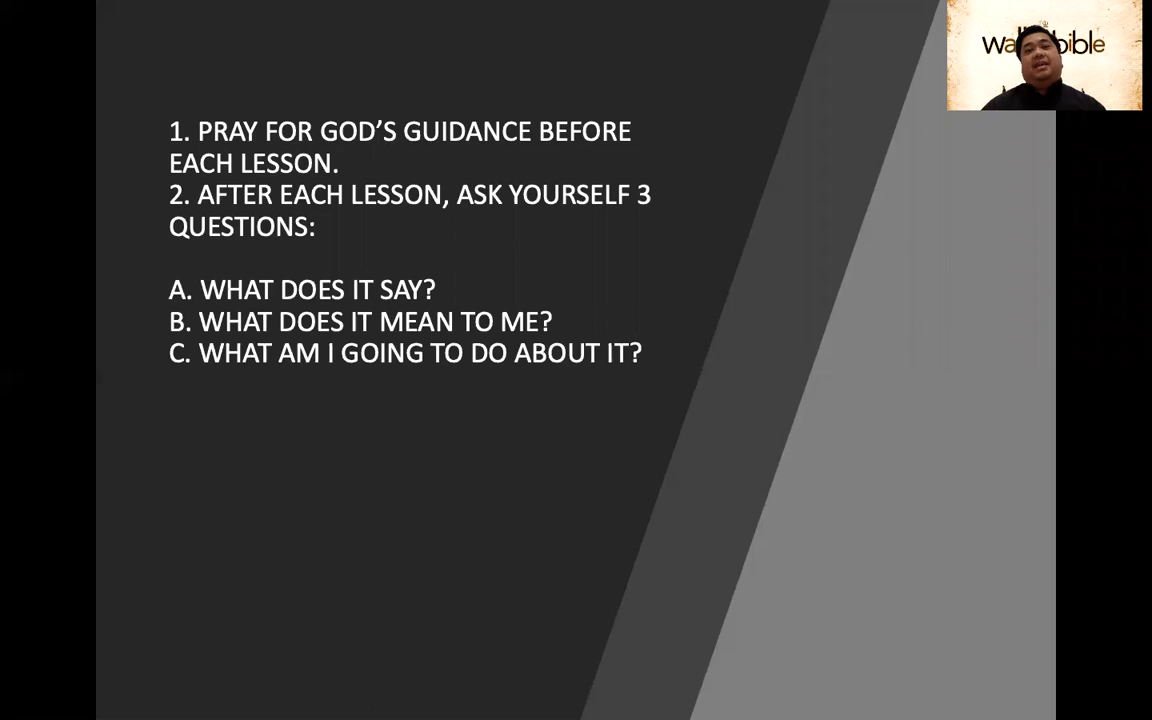 1. PRAY FOR GOD’S GUIDANCE BEFORE
EACH LESSON.
2. AFTER EACH LESSON, ASK YOURSELF 3
QUESTIONS:
A. WHAT DOES IT SAY?
B. WHAT DOES IT MEAN TO ME?
C. WHAT AM I GOING TO DO ABOUT IT?
bible